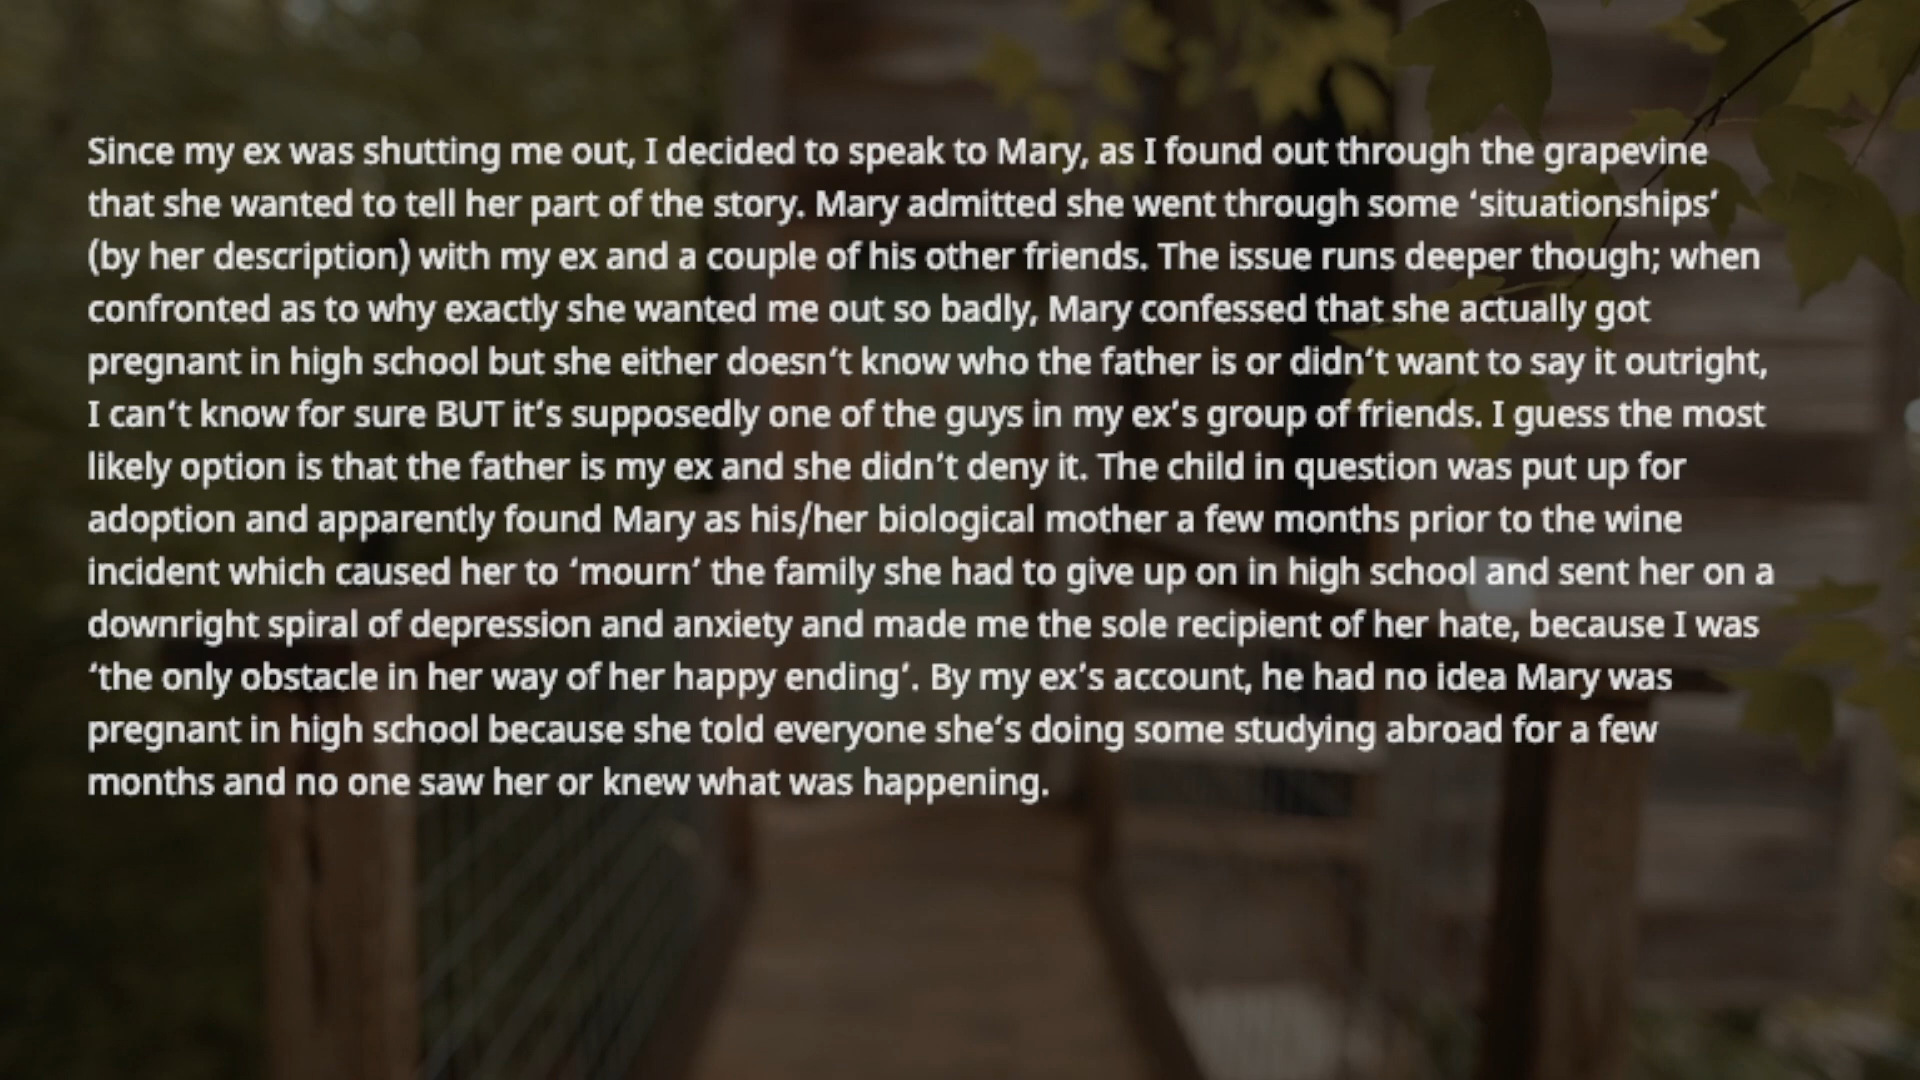 Since my ex was shutting me out, I decided to speak to Mary, as I found out through the grapevine
that she wanted to tell her part of the story. Mary admitted she went through some ‘situationships’
(by her description) with my ex and a couple of his other friends. The issue runs deeper though; when
confronted as to why exactly she wanted me out so badly, Mary confessed that she actually got
pregnant in high school but she either doesn’t know who the father is or didn’t want to say it outright,
I can’t know for sure BUT it’s supposedly one of the guys in my ex’s group of friends. I guess the most
likely option is that the father is my ex and she didn’t deny it. The child in question was put up for
adoption and apparently found Mary as his/her biological mother a few months prior to the wine
incident which caused her to ‘mourn’ the family she had to give up on in high school and sent her on a
downright spiral of depression and anxiety and made me the sole recipient of her hate, because I was
‘the only obstacle in her way of her happy ending’. By my ex’s account, he had no idea Mary was
pregnant in high school because she told everyone she’s doing some studying abroad for a few
months and no one saw her or knew what was happening.